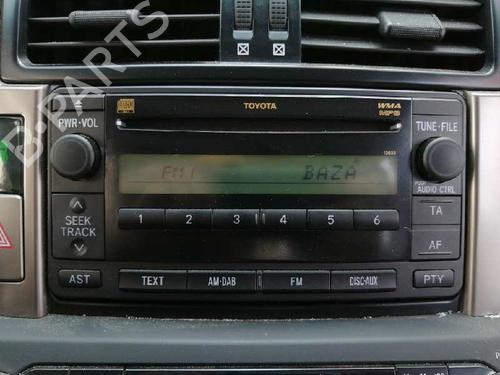 TOYOTA
WMA
MP3
PWR·VOL
TUNE·FILE
FM1 BAZA
AUDIO CTRL
SEEK
TRACK
1 2 3 4 5 6
TA
AF
AST
TEXT
AM·DAB
FM
DISC·AUX
PTY
B-PARTS